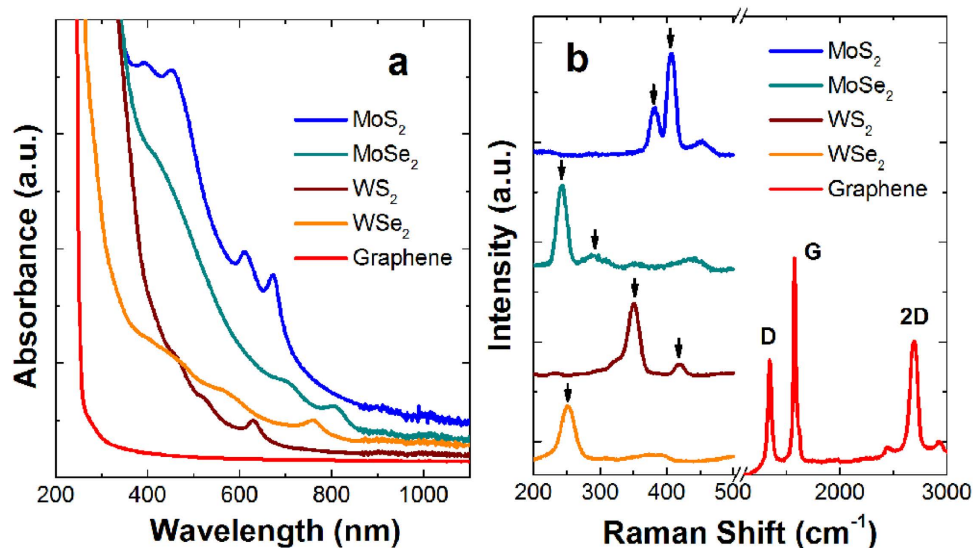 a
MoS₂
MoSe₂
WS₂
WSe₂
Graphene
Absorbance (a.u.)
200 400 600 800 1000
Wavelength (nm)
b
MoS₂
MoSe₂
WS₂
WSe₂
Graphene
D
G
2D
Intensity (a.u.)
200 300 400 500 2000 3000
Raman Shift (cm⁻¹)